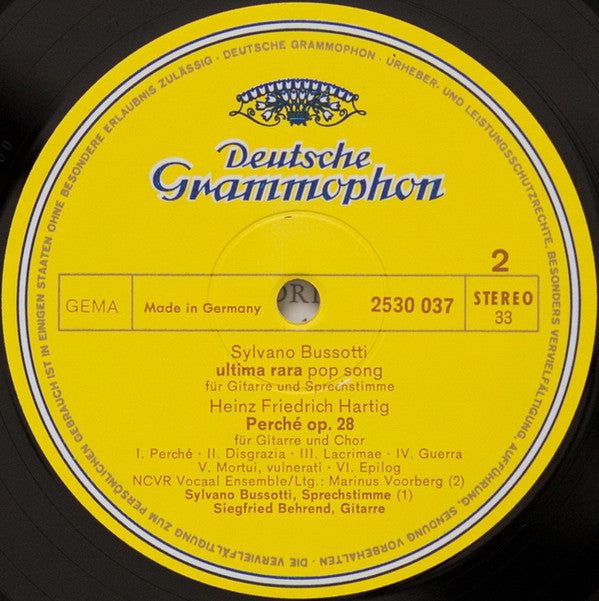 DEUTSCHE GRAMMOPHON · URHEBER- UND LEISTUNGSSCHUTZRECHTE, BESONDERS VERVIELFÄLTIGUNG, AUFFÜHRUNG, SENDUNG VORBEHALTEN · DIE VERVIELFÄLTIGUNG ZUM PERSÖNLICHEN GEBRAUCH IST IN EINIGEN STAATEN OHNE BESONDERE ERLAUBNIS ZULÄSSIG ·
Deutsche
Grammophon
2
GEMA Made in Germany 2530 037 STEREO
33
Sylvano Bussotti
ultima rara pop song
für Gitarre und Sprechstimme
Heinz Friedrich Hartig
Perché op. 28
für Gitarre und Chor
I. Perché · II. Disgrazia · III. Lacrimae · IV. Guerra
V. Mortui, vulnerati · VI. Epilog
NCVR Vocaal Ensemble/Ltg.: Marinus Voorberg (2)
Sylvano Bussotti, Sprechstimme (1)
Siegfried Behrend, Gitarre